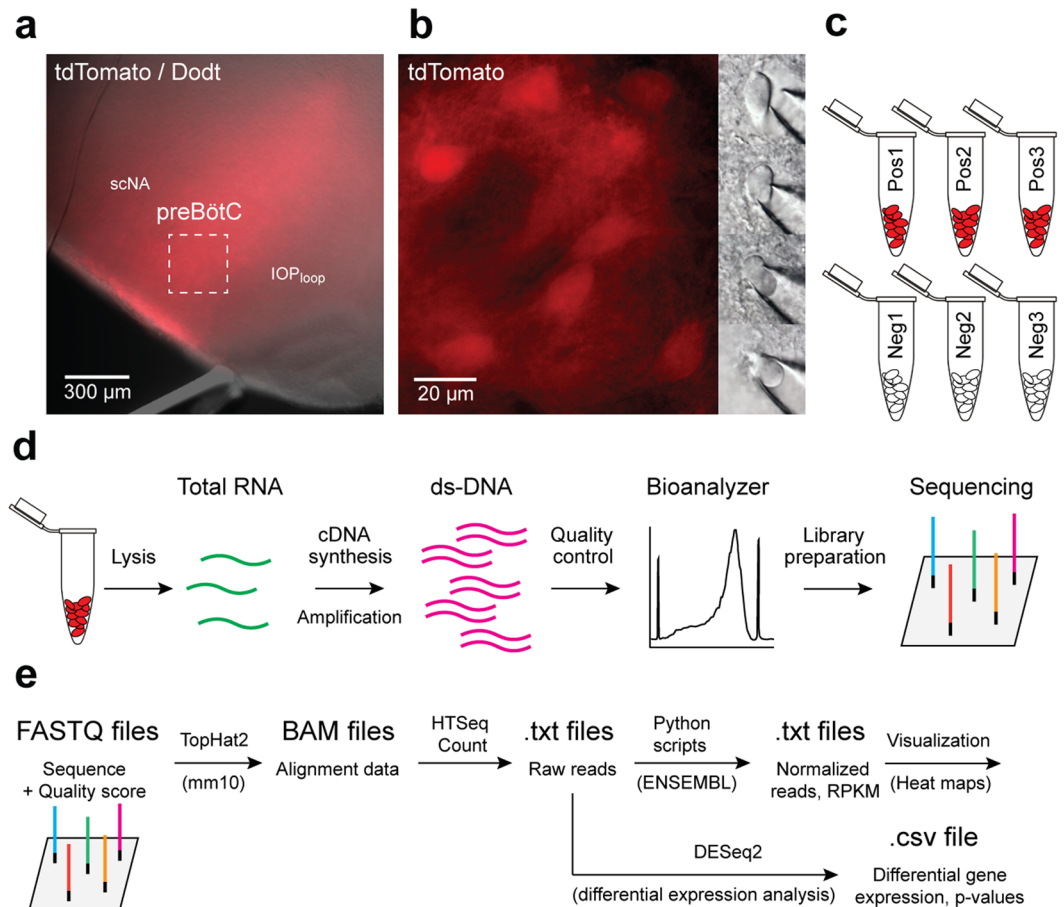 a
tdTomato / Dodt
scNA
preBötC
IOPloop
300 µm
b
tdTomato
20 µm
c
Pos1
Pos2
Pos3
Neg1
Neg2
Neg3
d
Total RNA
ds-DNA
Bioanalyzer
Sequencing
Lysis
cDNA
synthesis
Amplification
Quality
control
Library
preparation
e
FASTQ files
Sequence
+ Quality score
TopHat2
(mm10)
BAM files
Alignment data
HTSeq
Count
.txt files
Raw reads
Python
scripts
(ENSEMBL)
.txt files
Normalized
reads, RPKM
Visualization
(Heat maps)
DESeq2
(differential expression analysis)
.csv file
Differential gene
expression, p-values